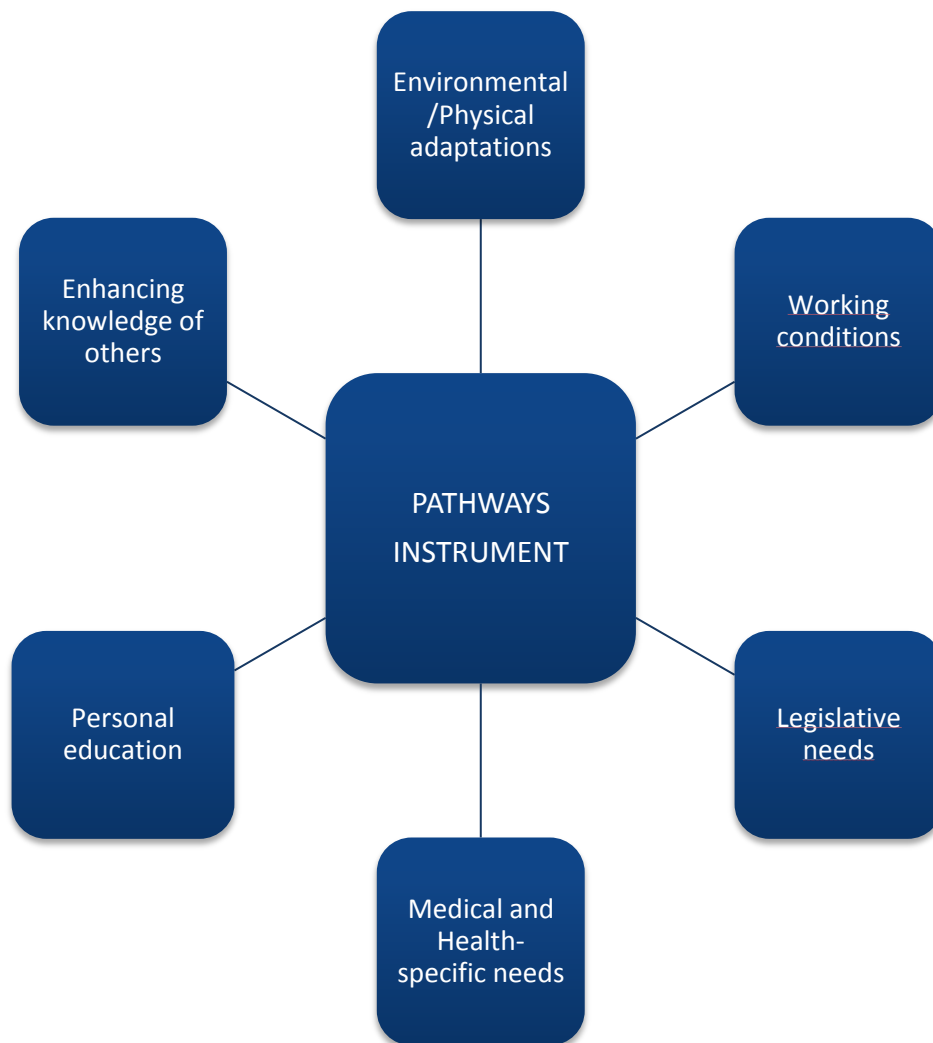 Environmental
/Physical
adaptations
Enhancing
knowledge of
others
Working
conditions
PATHWAYS
INSTRUMENT
Personal
education
Legislative
needs
Medical and
Health-
specific needs